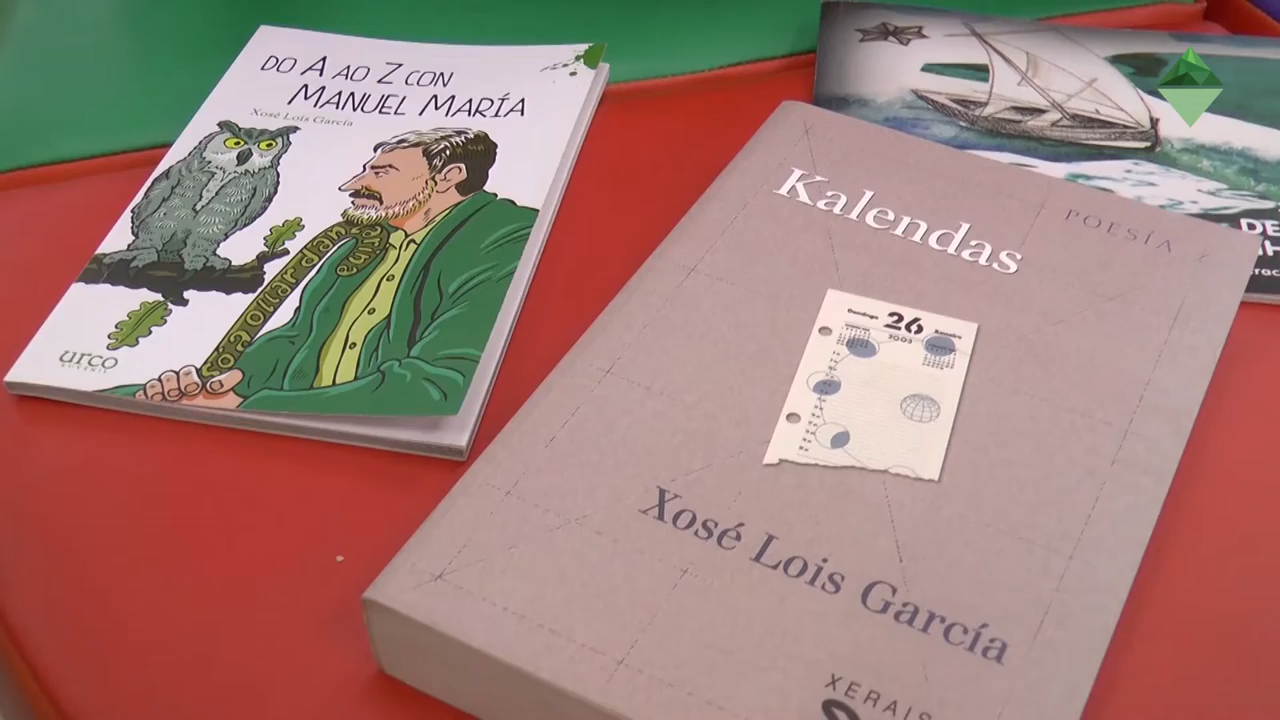 DO A AO Z CON
MANUEL MARÍA
Xosé Lois García
urco
Kalendas
POESÍA
Domingo 26 Xaneiro
2003
Xosé Lois García
XERAIS
DE